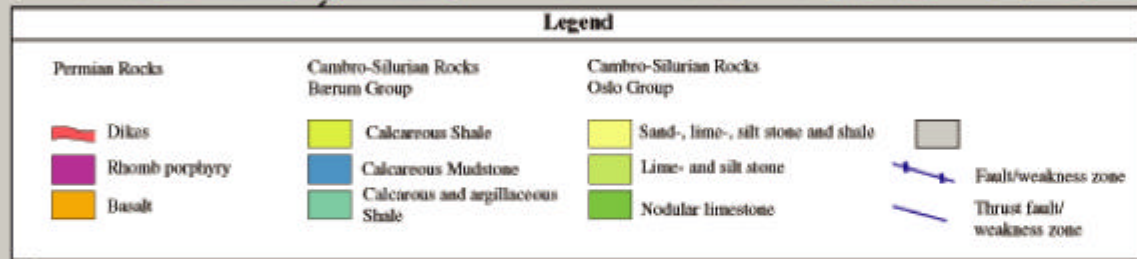 Legend
Permian Rocks
Dikes
Rhomb porphyry
Basalt
Cambro-Silurian Rocks
Bærum Group
Calcareous Shale
Calcareous Mudstone
Calcarous and argillaceous
Shale
Cambro-Silurian Rocks
Oslo Group
Sand-, lime-, silt stone and shale
Lime- and silt stone
Nodular limestone
Fault/weakness zone
Thrust fault/
weakness zone